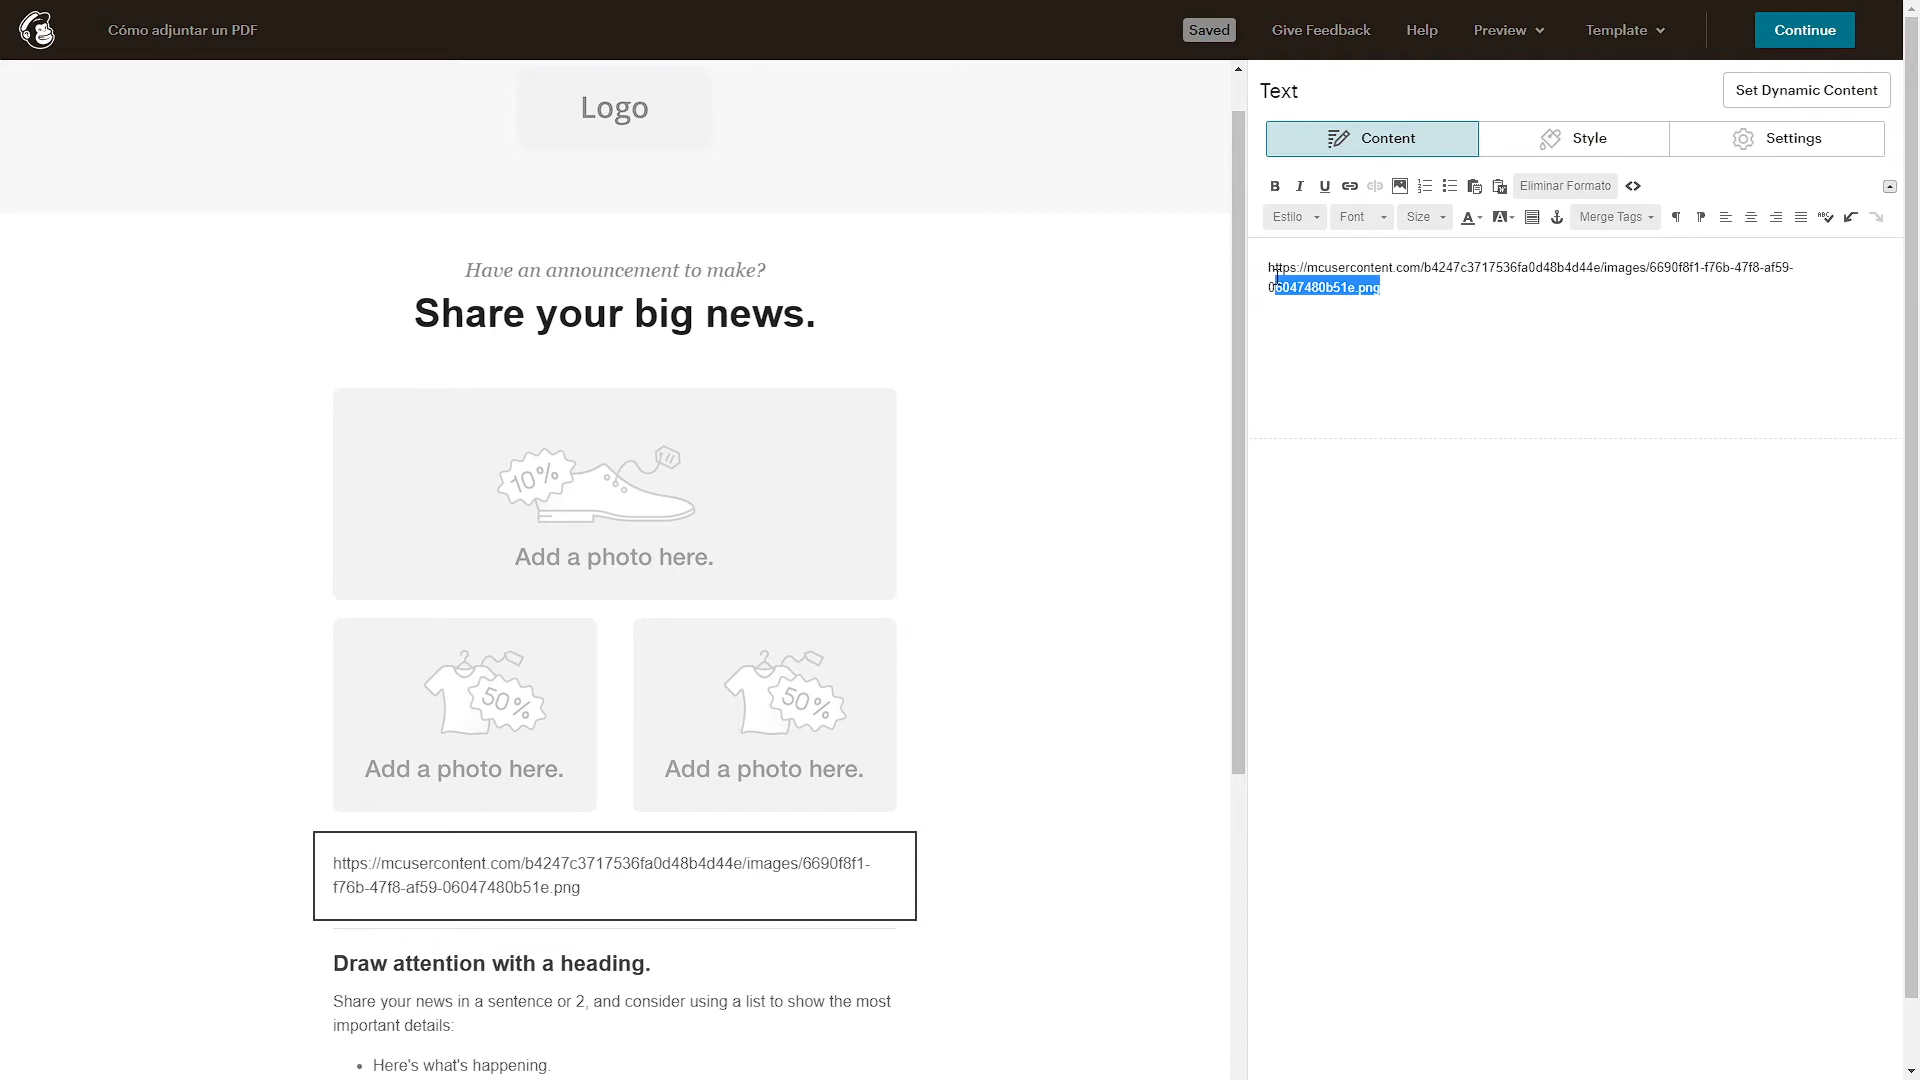 Cómo adjuntar un PDF
Saved
Give Feedback
Help
Preview
Template
Continue
Logo
Have an announcement to make?
Share your big news.
10%
Add a photo here.
50%
Add a photo here.
50%
Add a photo here.
https://mcusercontent.com/b4247c3717536fa0d48b4d44e/images/6690f8f1-
f76b-47f8-af59-06047480b51e.png
Draw attention with a heading.
Share your news in a sentence or 2, and consider using a list to show the most
important details:
• Here's what's happening.
Text
Set Dynamic Content
Content
Style
Settings
B I U
Eliminar Formato
Estilo
Font
Size
A
A
Merge Tags
ABC
https://mcusercontent.com/b4247c3717536fa0d48b4d44e/images/6690f8f1-f76b-47f8-af59-
06047480b51e.png